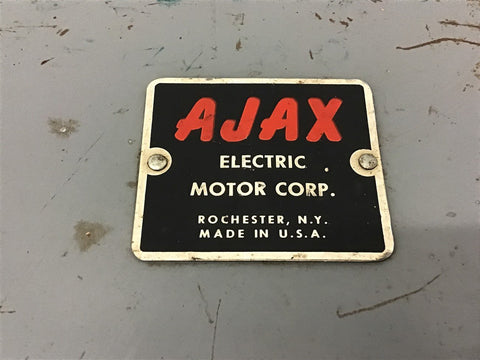 AJAX
ELECTRIC
MOTOR CORP.
ROCHESTER, N.Y.
MADE IN U.S.A.